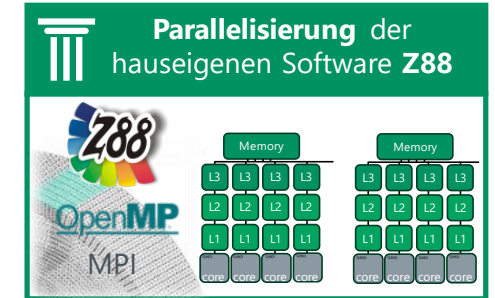 Parallelisierung der
hauseigenen Software Z88
Z88
OpenMP
MPI
Memory
L3 L3 L3 L3
L2 L2 L2 L2
L1 L1 L1 L1
core core core core
Memory
L3 L3 L3 L3
L2 L2 L2 L2
L1 L1 L1 L1
core core core core